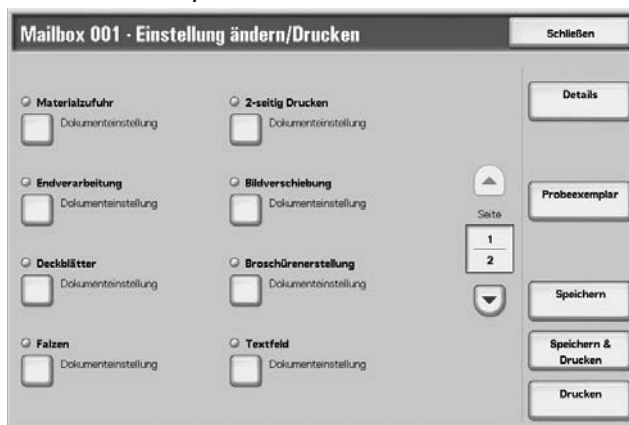 Mailbox 001 · Einstellung ändern/Drucken
Schließen
Materialzufuhr
Dokumenteinstellung
2-seitig Drucken
Dokumenteinstellung
Details
Endverarbeitung
Dokumenteinstellung
Bildverschiebung
Dokumenteinstellung
Probeexemplar
Seite
1
2
Deckblätter
Dokumenteinstellung
Broschürenerstellung
Dokumenteinstellung
Speichern
Falzen
Dokumenteinstellung
Textfeld
Dokumenteinstellung
Speichern &
Drucken
Drucken